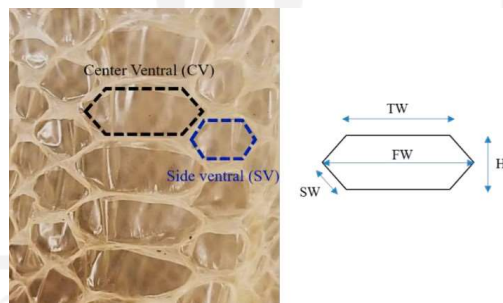 Center Ventral (CV)
Side ventral (SV)
TW
FW
H
SW